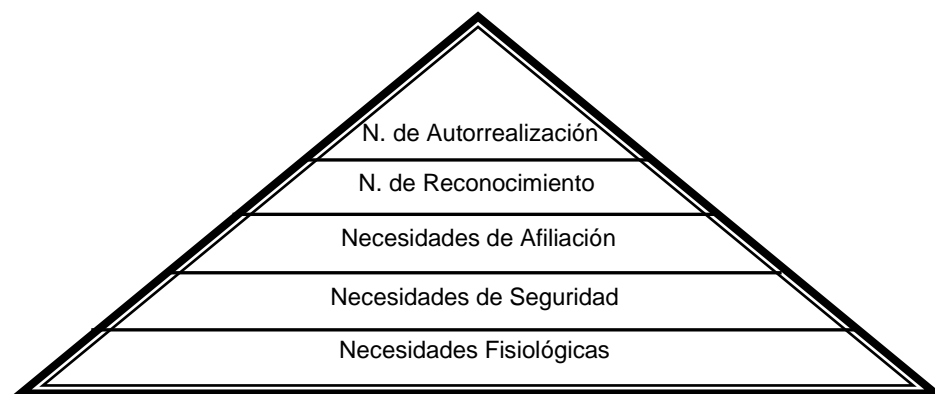 N. de Autorrealización
N. de Reconocimiento
Necesidades de Afiliación
Necesidades de Seguridad
Necesidades Fisiológicas